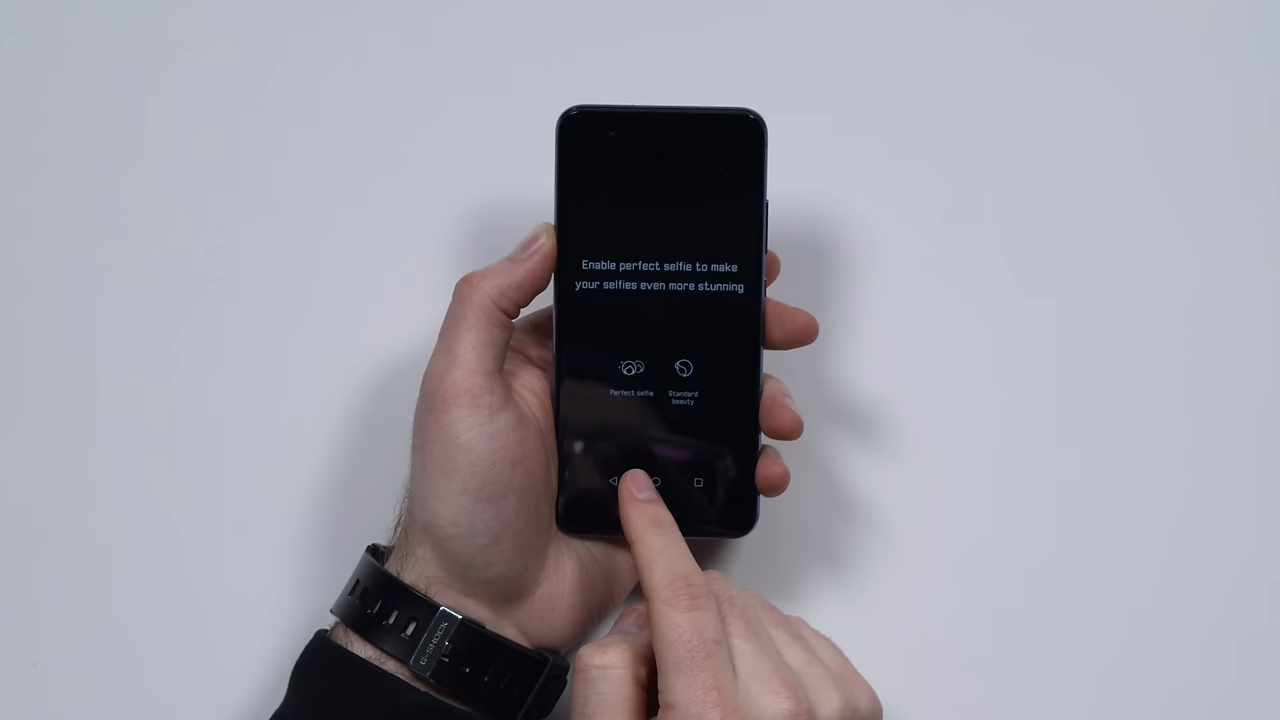 Enable perfect selfie to make
your selfies even more stunning
Perfect selfie
Standard
beauty
G-SHOCK